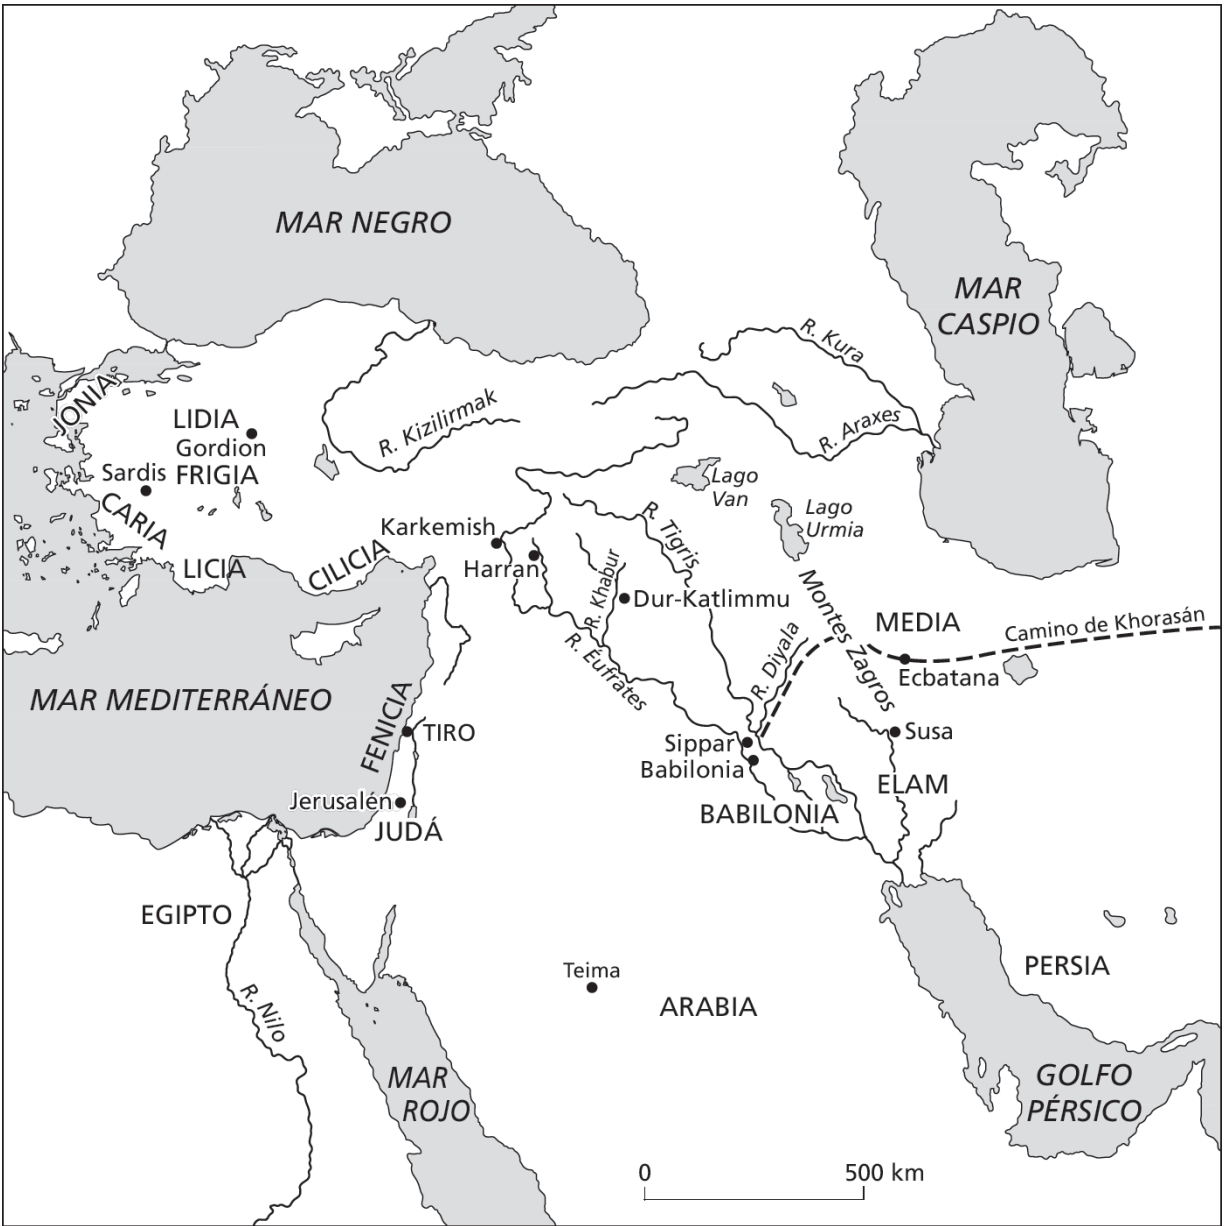 MAR NEGRO
MAR
CASPIO
R. Kura
R. Araxes
JONIA
LIDIA
Gordion
FRIGIA
Sardis
CARIA
LICIA
CILICIA
R. Kizilirmak
Lago
Van
Lago
Urmia
Karkemish
Harran
R. Tigris
R. Khabur
Dur-Katlimmu
R. Éufrates
R. Diyala
Montes Zagros
MEDIA
Camino de Khorasán
Ecbatana
MAR MEDITERRÁNEO
FENICIA
TIRO
Sippar
Babilonia
BABILONIA
Susa
ELAM
Jerusalén
JUDÁ
EGIPTO
R. Nilo
Teima
ARABIA
PERSIA
MAR
ROJO
GOLFO
PÉRSICO
0 500 km